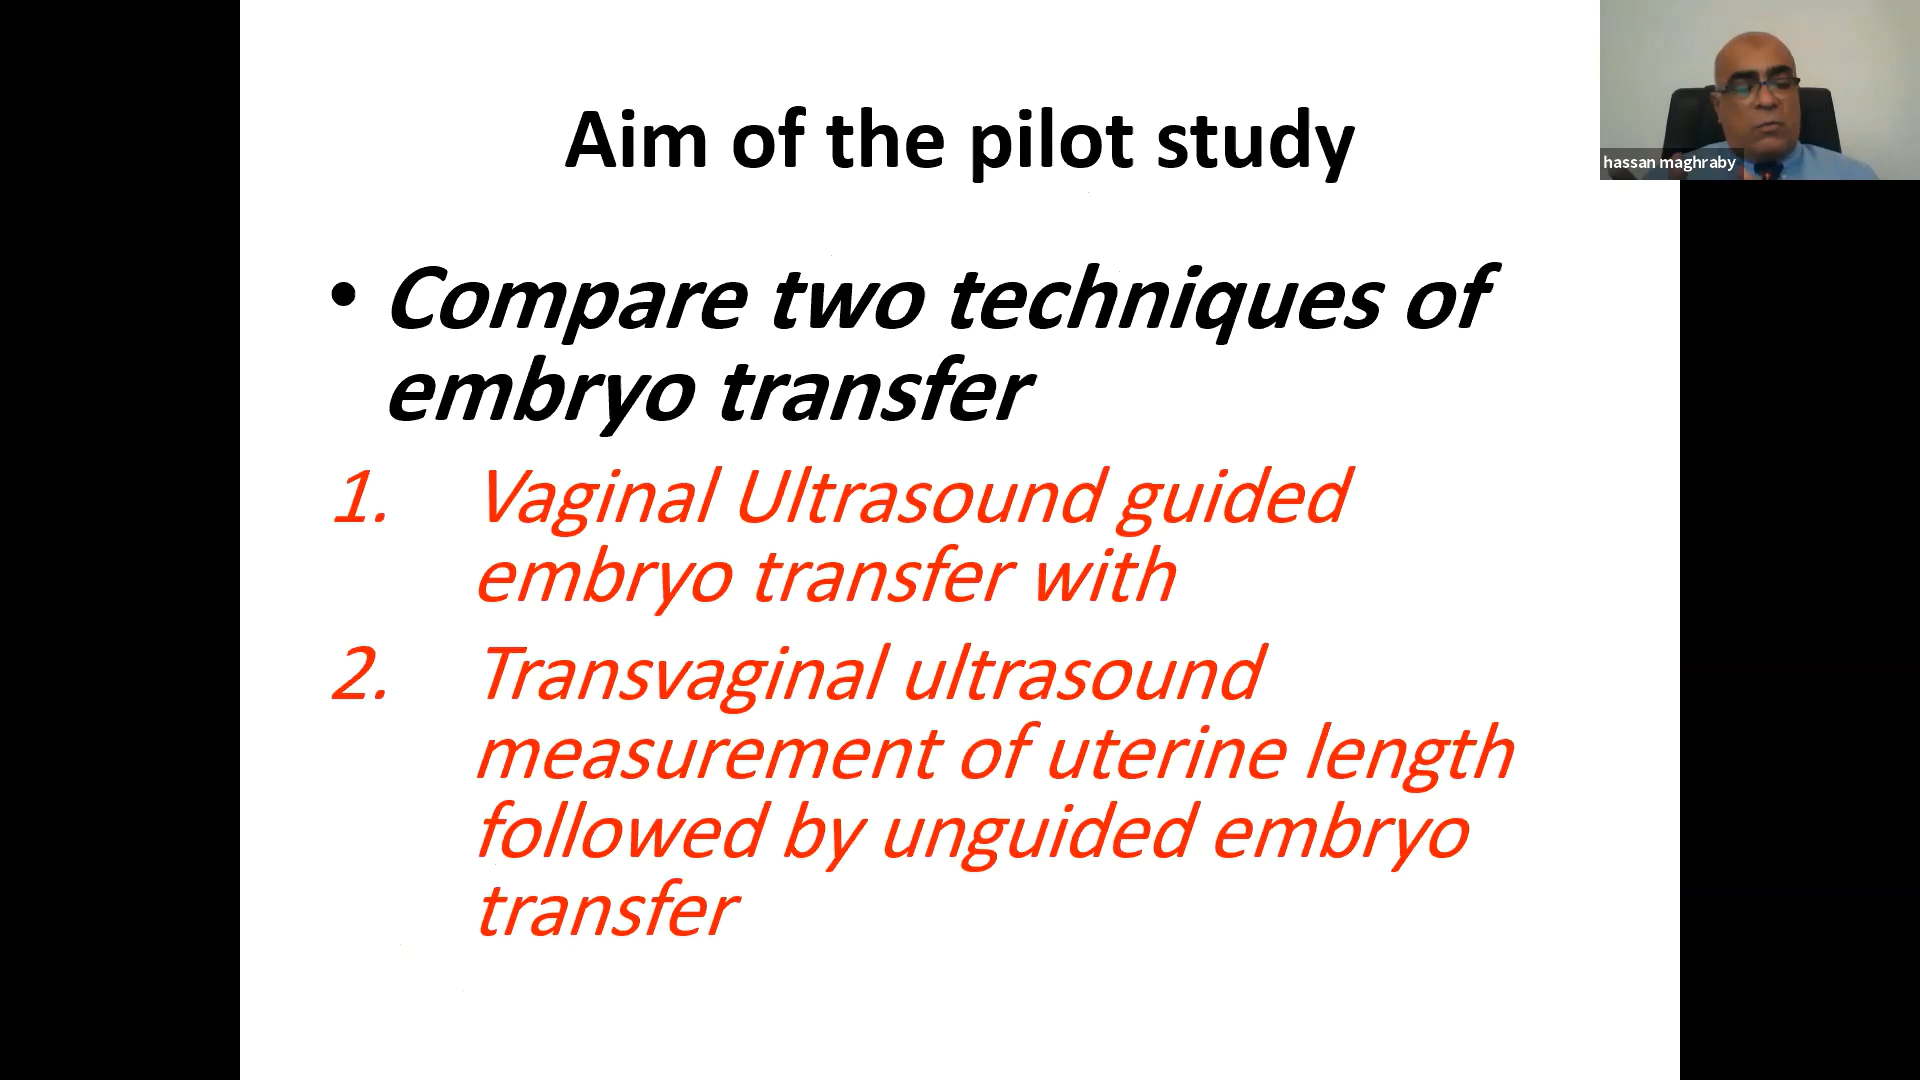 Aim of the pilot study
hassan maghraby
• Compare two techniques of
embryo transfer
1. Vaginal Ultrasound guided
embryo transfer with
2. Transvaginal ultrasound
measurement of uterine length
followed by unguided embryo
transfer